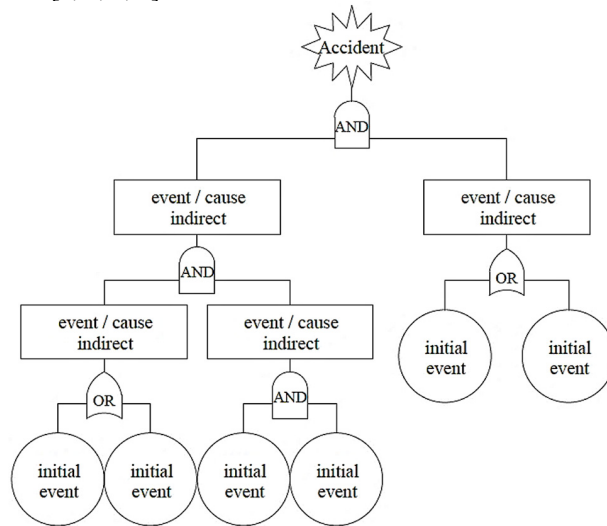 Accident
AND
event / cause
indirect
event / cause
indirect
AND
OR
event / cause
indirect
event / cause
indirect
initial
event
initial
event
OR
AND
initial
event
initial
event
initial
event
initial
event